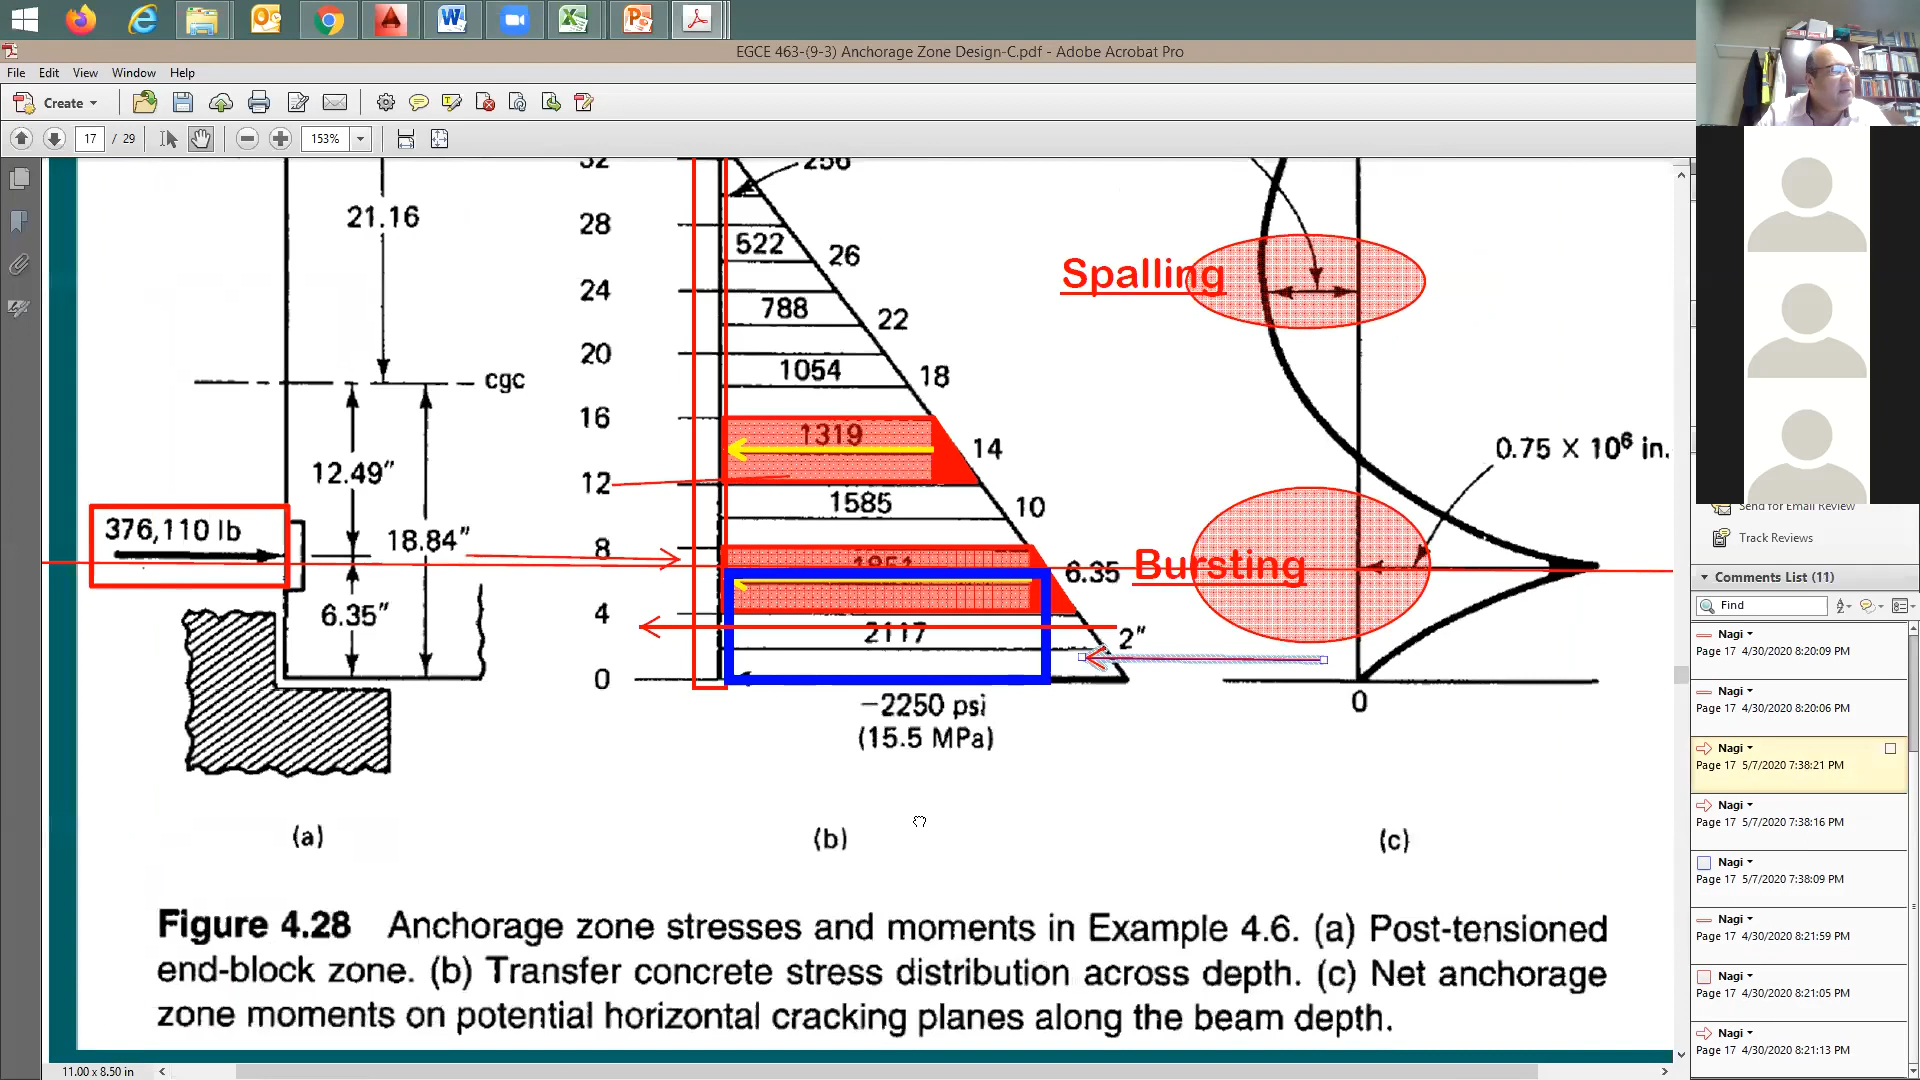 EGCE 463-(9-3) Anchorage Zone Design-C.pdf - Adobe Acrobat Pro
File Edit View Window Help
Create
17 / 29 153%
32
256
21.16
28
522
26
Spalling
24
788
22
20
1054
18
cgc
16
1319
14
0.75 X 10⁶ in.
12.49"
12
1585
10
376,110 lb
18.84"
8
1851
6.35
Bursting
6.35"
4
2117
2"
0
-2250 psi
(15.5 MPa)
0
(a)
(b)
(c)
Figure 4.28 Anchorage zone stresses and moments in Example 4.6. (a) Post-tensioned
end-block zone. (b) Transfer concrete stress distribution across depth. (c) Net anchorage
zone moments on potential horizontal cracking planes along the beam depth.
11.00 x 8.50 in
Send for Email Review
Track Reviews
Comments List (11)
Find
Nagi
Page 17 4/30/2020 8:20:09 PM
Nagi
Page 17 4/30/2020 8:20:06 PM
Nagi
Page 17 5/7/2020 7:38:21 PM
Nagi
Page 17 5/7/2020 7:38:16 PM
Nagi
Page 17 5/7/2020 7:38:09 PM
Nagi
Page 17 4/30/2020 8:21:59 PM
Nagi
Page 17 4/30/2020 8:21:05 PM
Nagi
Page 17 4/30/2020 8:21:13 PM